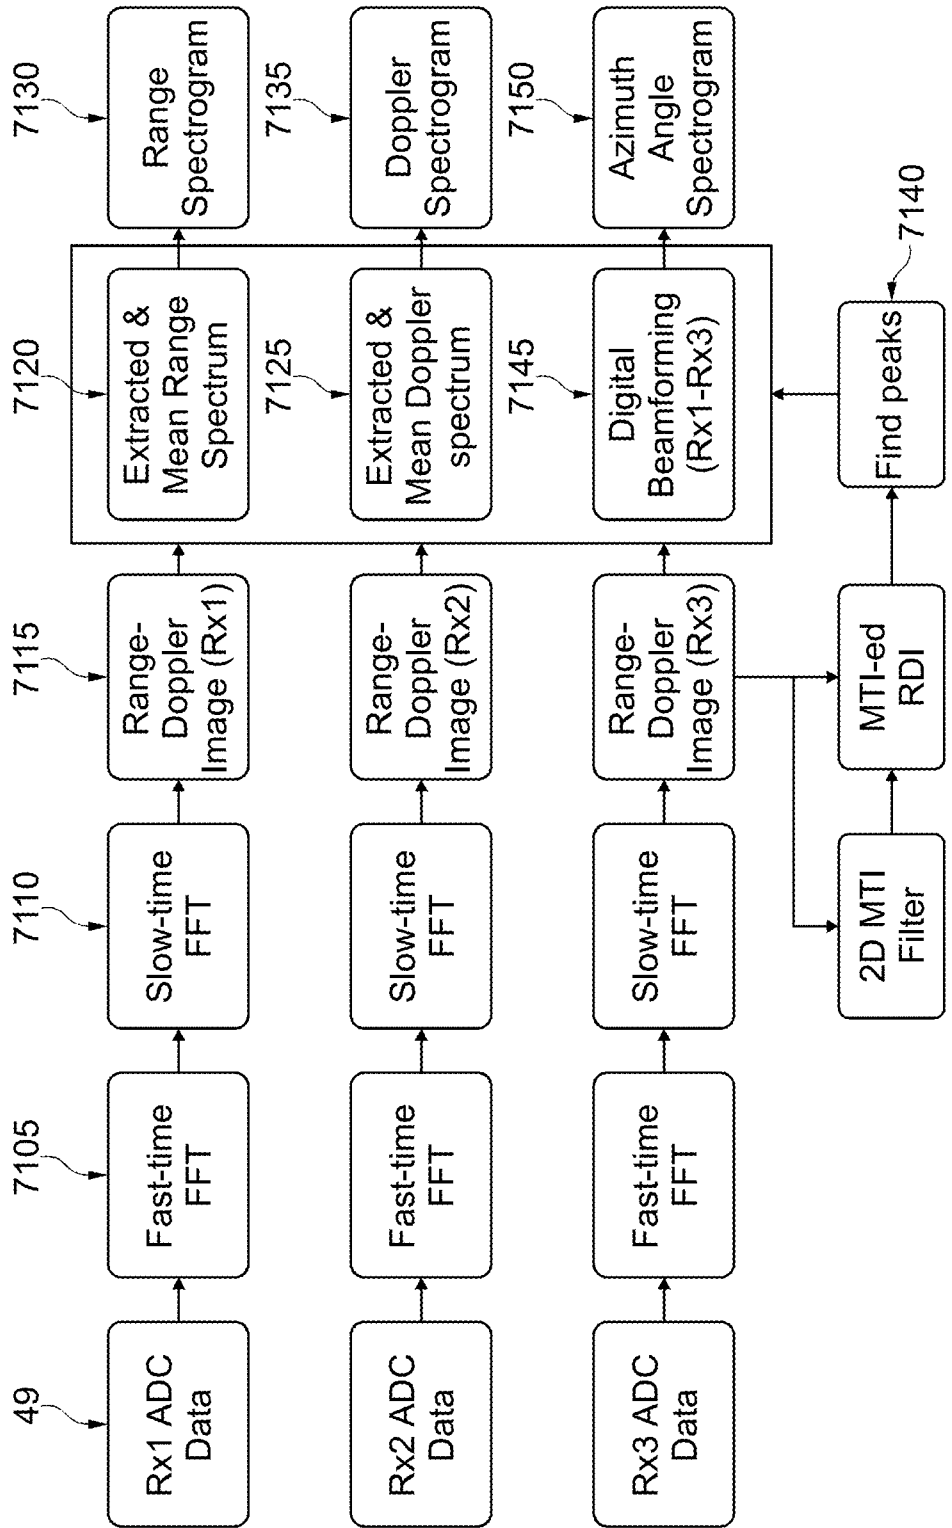 49
7105
7110
7115
7120
7130
Rx1 ADC
Data
Fast-time
FFT
Slow-time
FFT
Range-
Doppler
Image (Rx1)
Extracted &
Mean Range
Spectrum
Range
Spectrogram
7125
7135
Rx2 ADC
Data
Fast-time
FFT
Slow-time
FFT
Range-
Doppler
Image (Rx2)
Extracted &
Mean Doppler
spectrum
Doppler
Spectrogram
7145
7150
Rx3 ADC
Data
Fast-time
FFT
Slow-time
FFT
Range-
Doppler
Image (Rx3)
Digital
Beamforming
(Rx1-Rx3)
Azimuth
Angle
Spectrogram
2D MTI
Filter
MTI-ed
RDI
Find peaks
7140